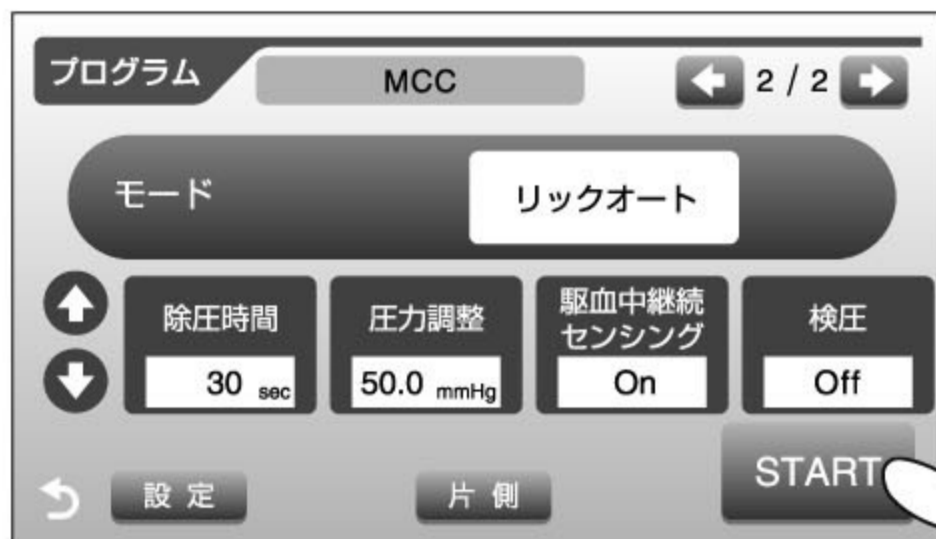 プログラム
MCC
2 / 2
モード
リックオート
除圧時間
30 sec
圧力調整
50.0 mmHg
駆血中継続
センシング
On
検圧
Off
設 定
片 側
START